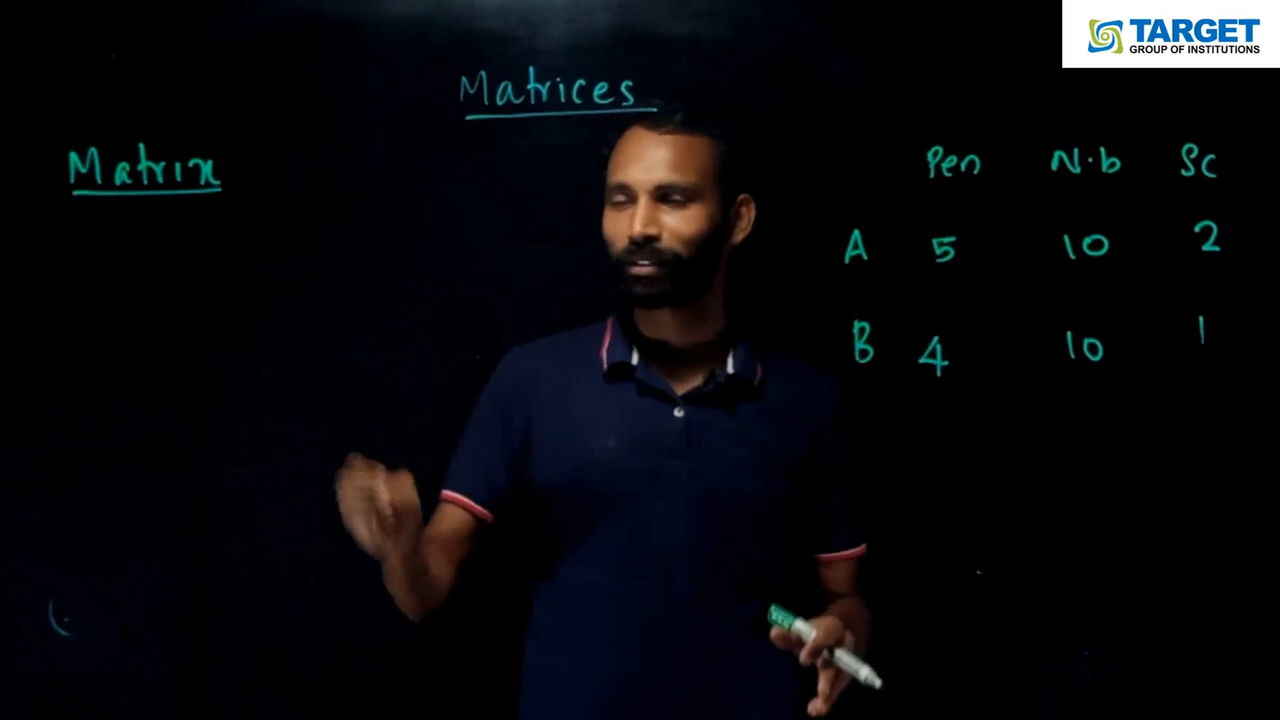 TARGET
GROUP OF INSTITUTIONS
Matrices
Matrix
Pen N.b Sc
A 5 10 2
B 4 10 1